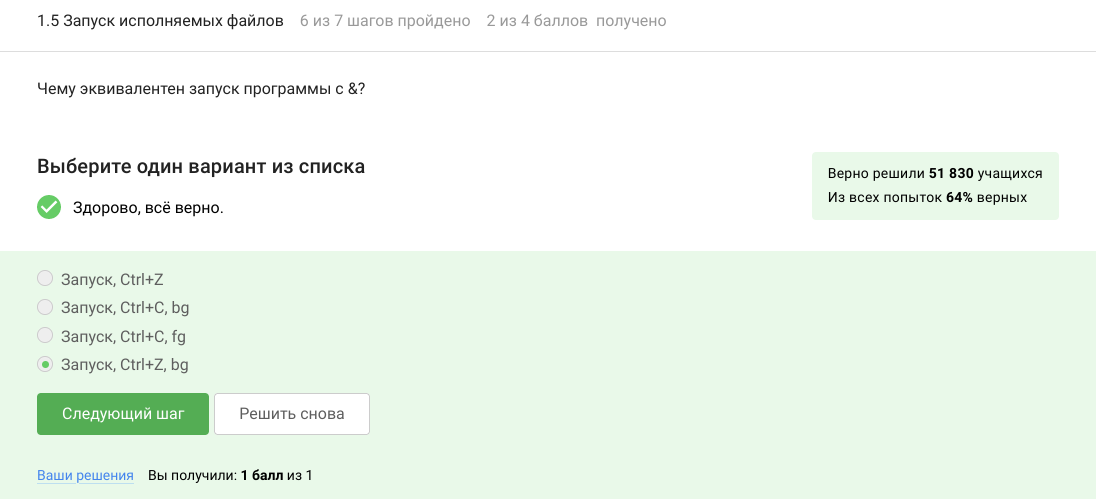 1.5 Запуск исполняемых файлов 6 из 7 шагов пройдено 2 из 4 баллов получено
Чему эквивалентен запуск программы с &?
Выберите один вариант из списка
Здорово, всё верно.
Верно решили 51 830 учащихся
Из всех попыток 64% верных
Запуск, Ctrl+Z
Запуск, Ctrl+C, bg
Запуск, Ctrl+C, fg
Запуск, Ctrl+Z, bg
Следующий шаг Решить снова
Ваши решения Вы получили: 1 балл из 1